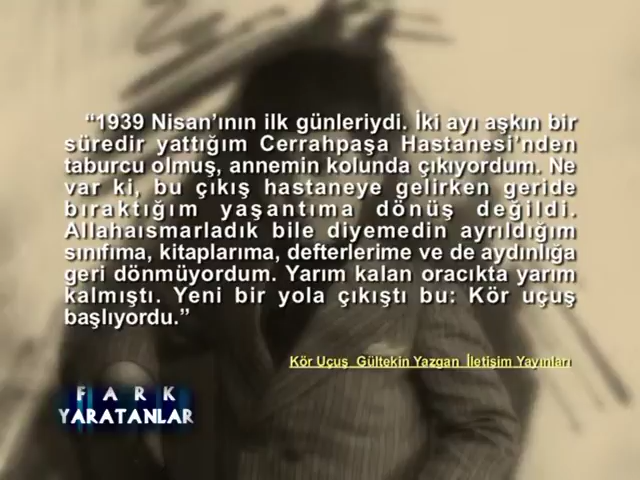 “1939 Nisan’ının ilk günleriydi. İki ayı aşkın bir
süredir yattığım Cerrahpaşa Hastanesi’nden
taburcu olmuş, annemin kolunda çıkıyordum. Ne
var ki, bu çıkış hastaneye gelirken geride
bıraktığım yaşantıma dönüş değildi.
Allahaısmarladık bile diyemedin ayrıldığım
sınıfıma, kitaplarıma, defterlerime ve de aydınlığa
geri dönmüyordum. Yarım kalan oracıkta yarım
kalmıştı. Yeni bir yola çıkıştı bu: Kör uçuş
başlıyordu.”
Kör Uçuş Gültekin Yazgan İletişim Yayınları
FARK
YARATANLAR